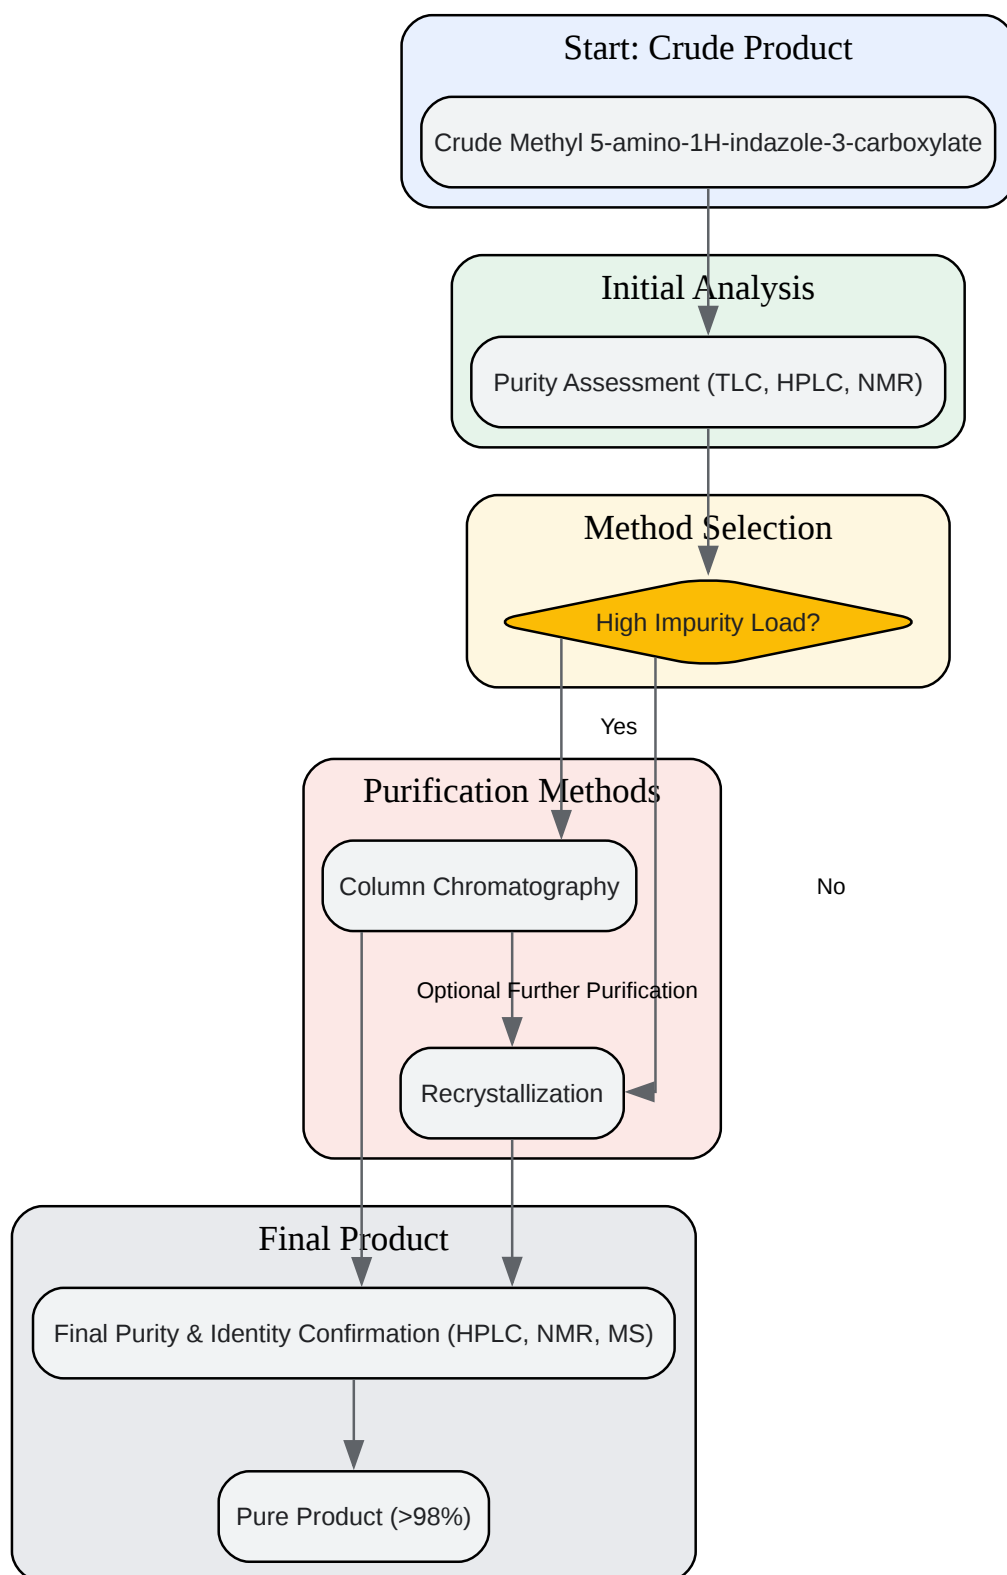 Start: Crude Product
Crude Methyl 5-amino-1H-indazole-3-carboxylate
Initial Analysis
Purity Assessment (TLC, HPLC, NMR)
Method Selection
High Impurity Load?
Yes
Purification Methods
Column Chromatography
No
Optional Further Purification
Recrystallization
Final Product
Final Purity & Identity Confirmation (HPLC, NMR, MS)
Pure Product (>98%)